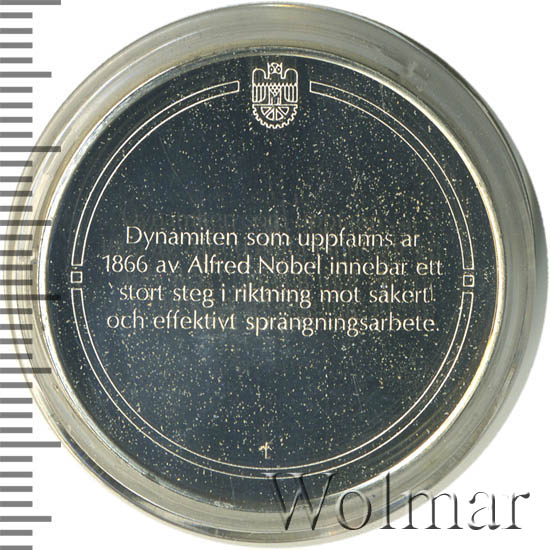 Dynamiten som uppfanns år
1866 av Alfred Nobel innebar ett
stort steg i riktning mot säkert
och effektivt sprängningsarbete.
Wolmar